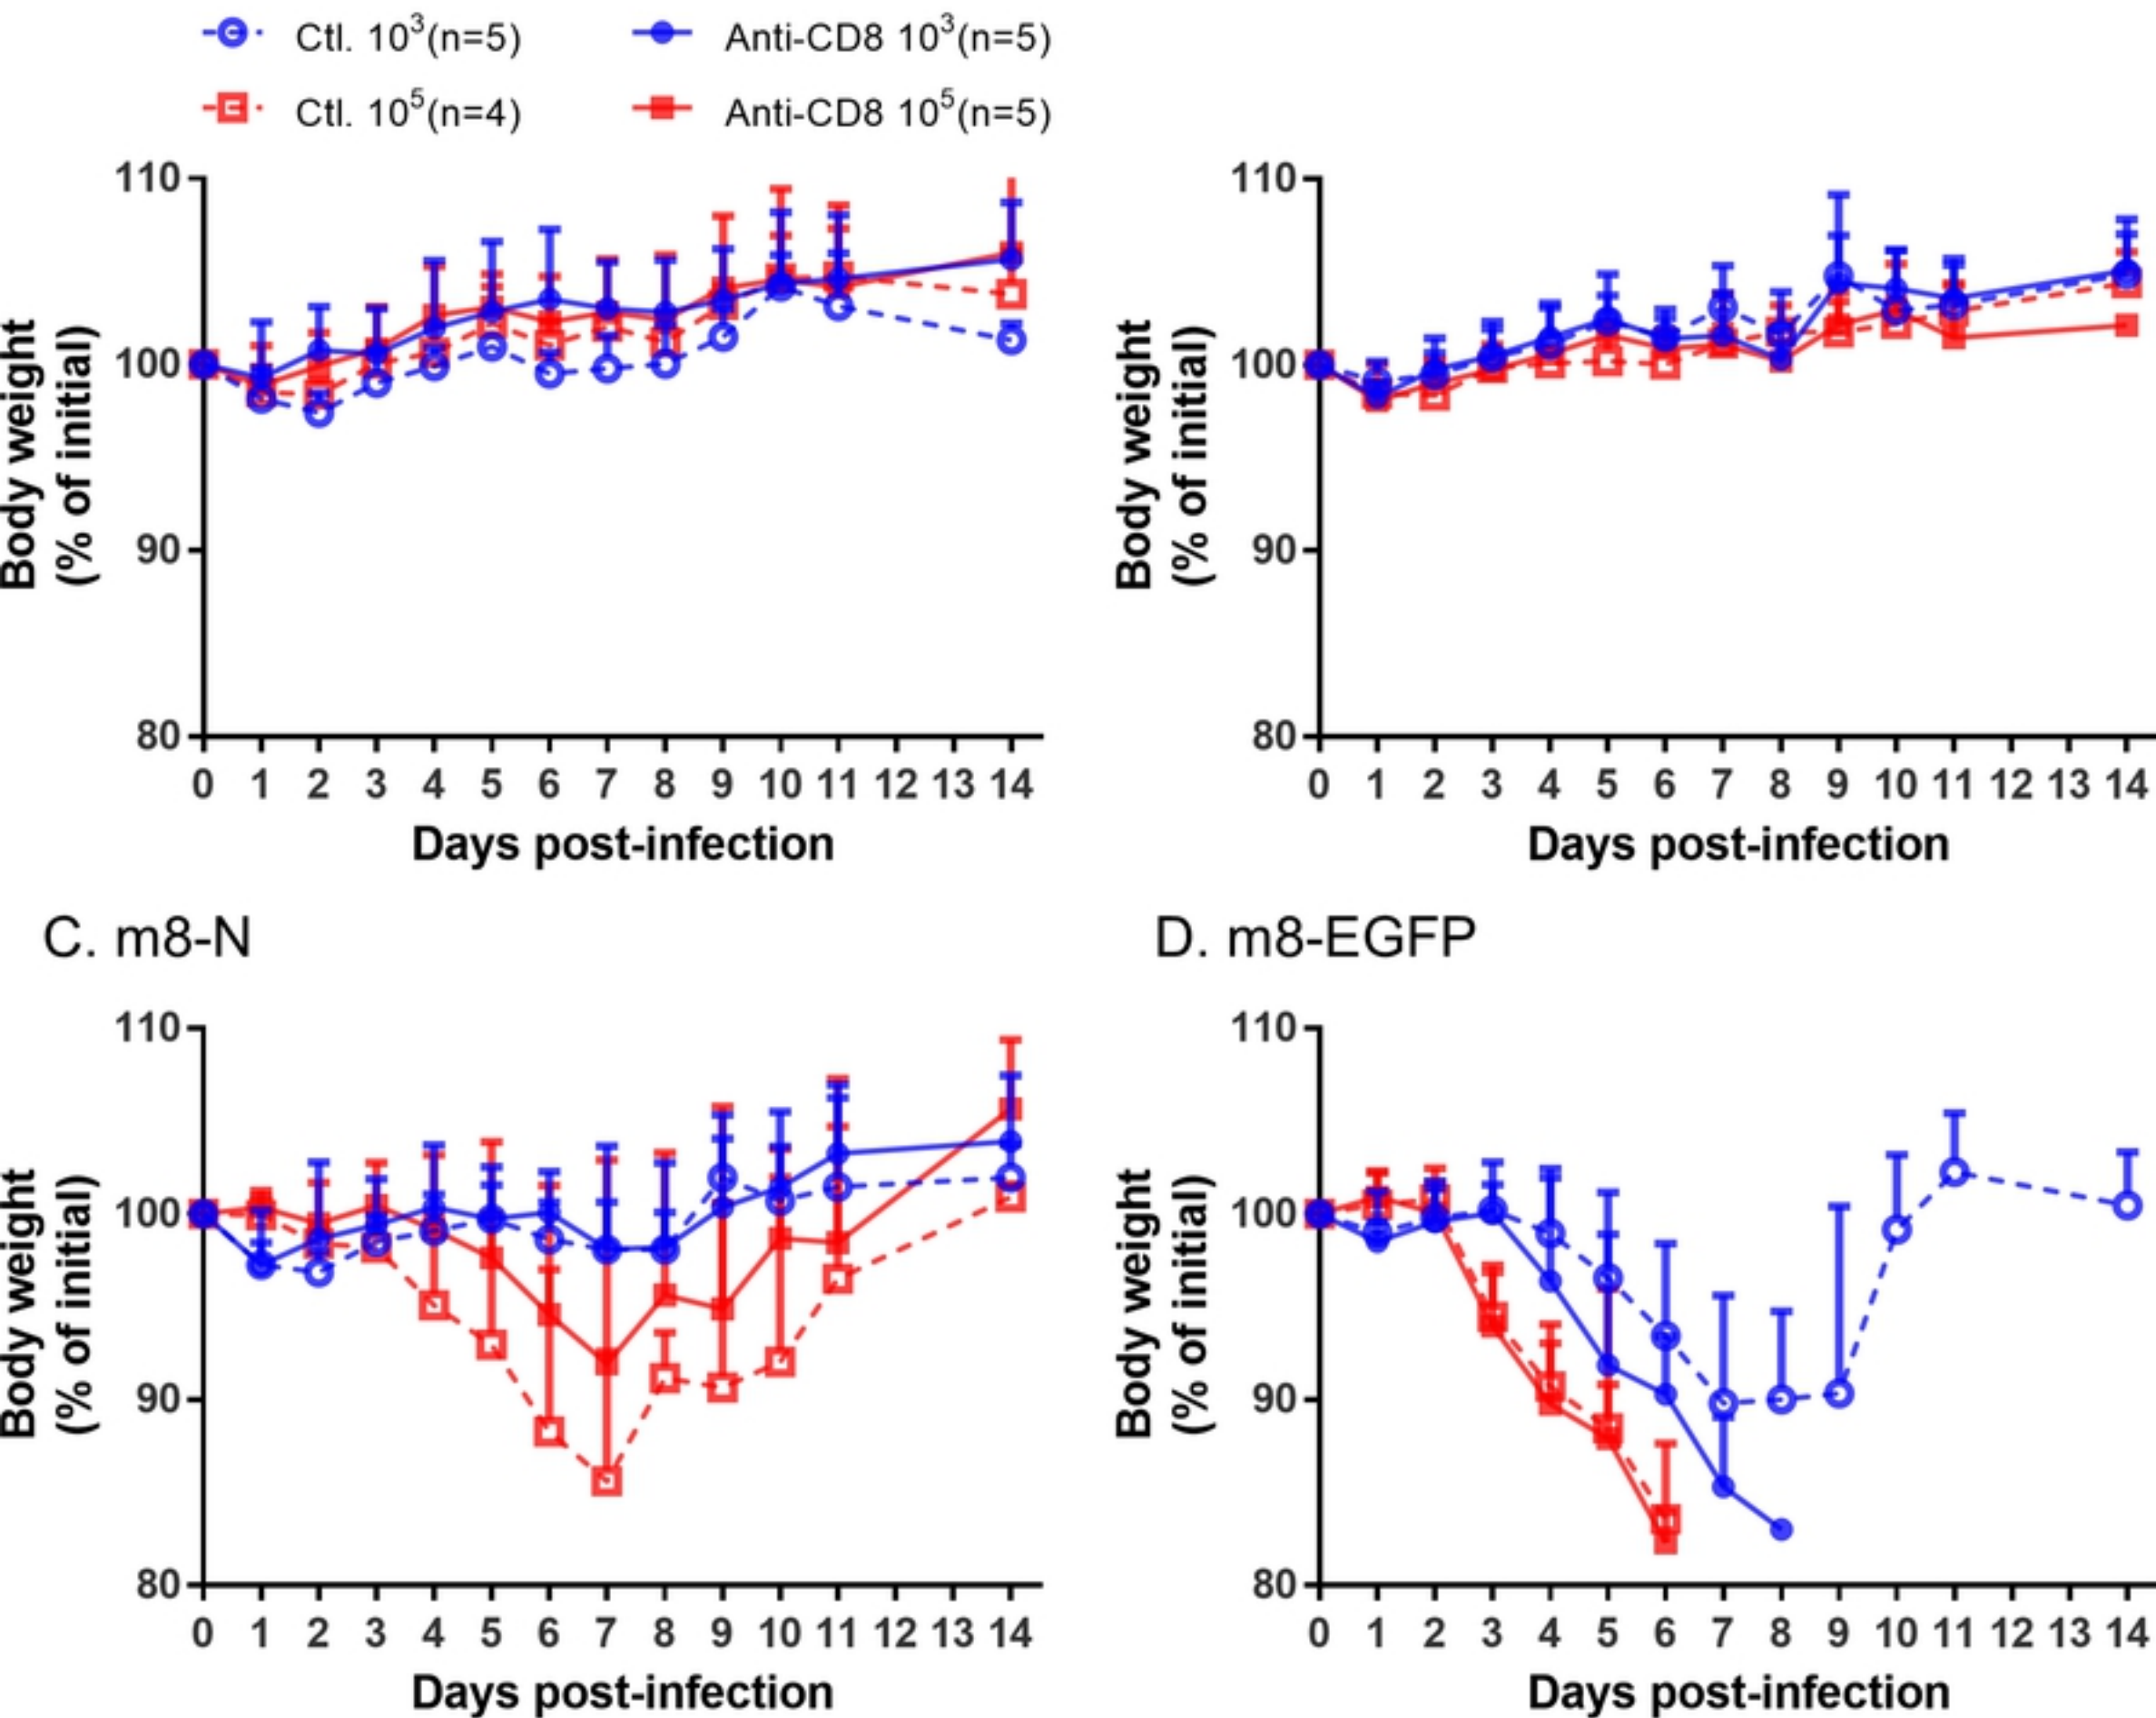 Ctl. 10³(n=5) Anti-CD8 10³(n=5)
Ctl. 10⁵(n=4) Anti-CD8 10⁵(n=5)
Body weight
(% of initial)
110
100
90
80
0 1 2 3 4 5 6 7 8 9 10 11 12 13 14
Days post-infection
Body weight
(% of initial)
110
100
90
80
0 1 2 3 4 5 6 7 8 9 10 11 12 13 14
Days post-infection
C. m8-N
Body weight
(% of initial)
110
100
90
80
0 1 2 3 4 5 6 7 8 9 10 11 12 13 14
Days post-infection
D. m8-EGFP
Body weight
(% of initial)
110
100
90
80
0 1 2 3 4 5 6 7 8 9 10 11 12 13 14
Days post-infection